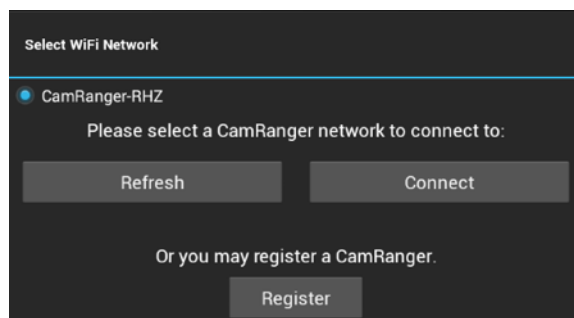 Select WiFi Network
CamRanger-RHZ
Please select a CamRanger network to connect to:
Refresh Connect
Or you may register a CamRanger.
Register